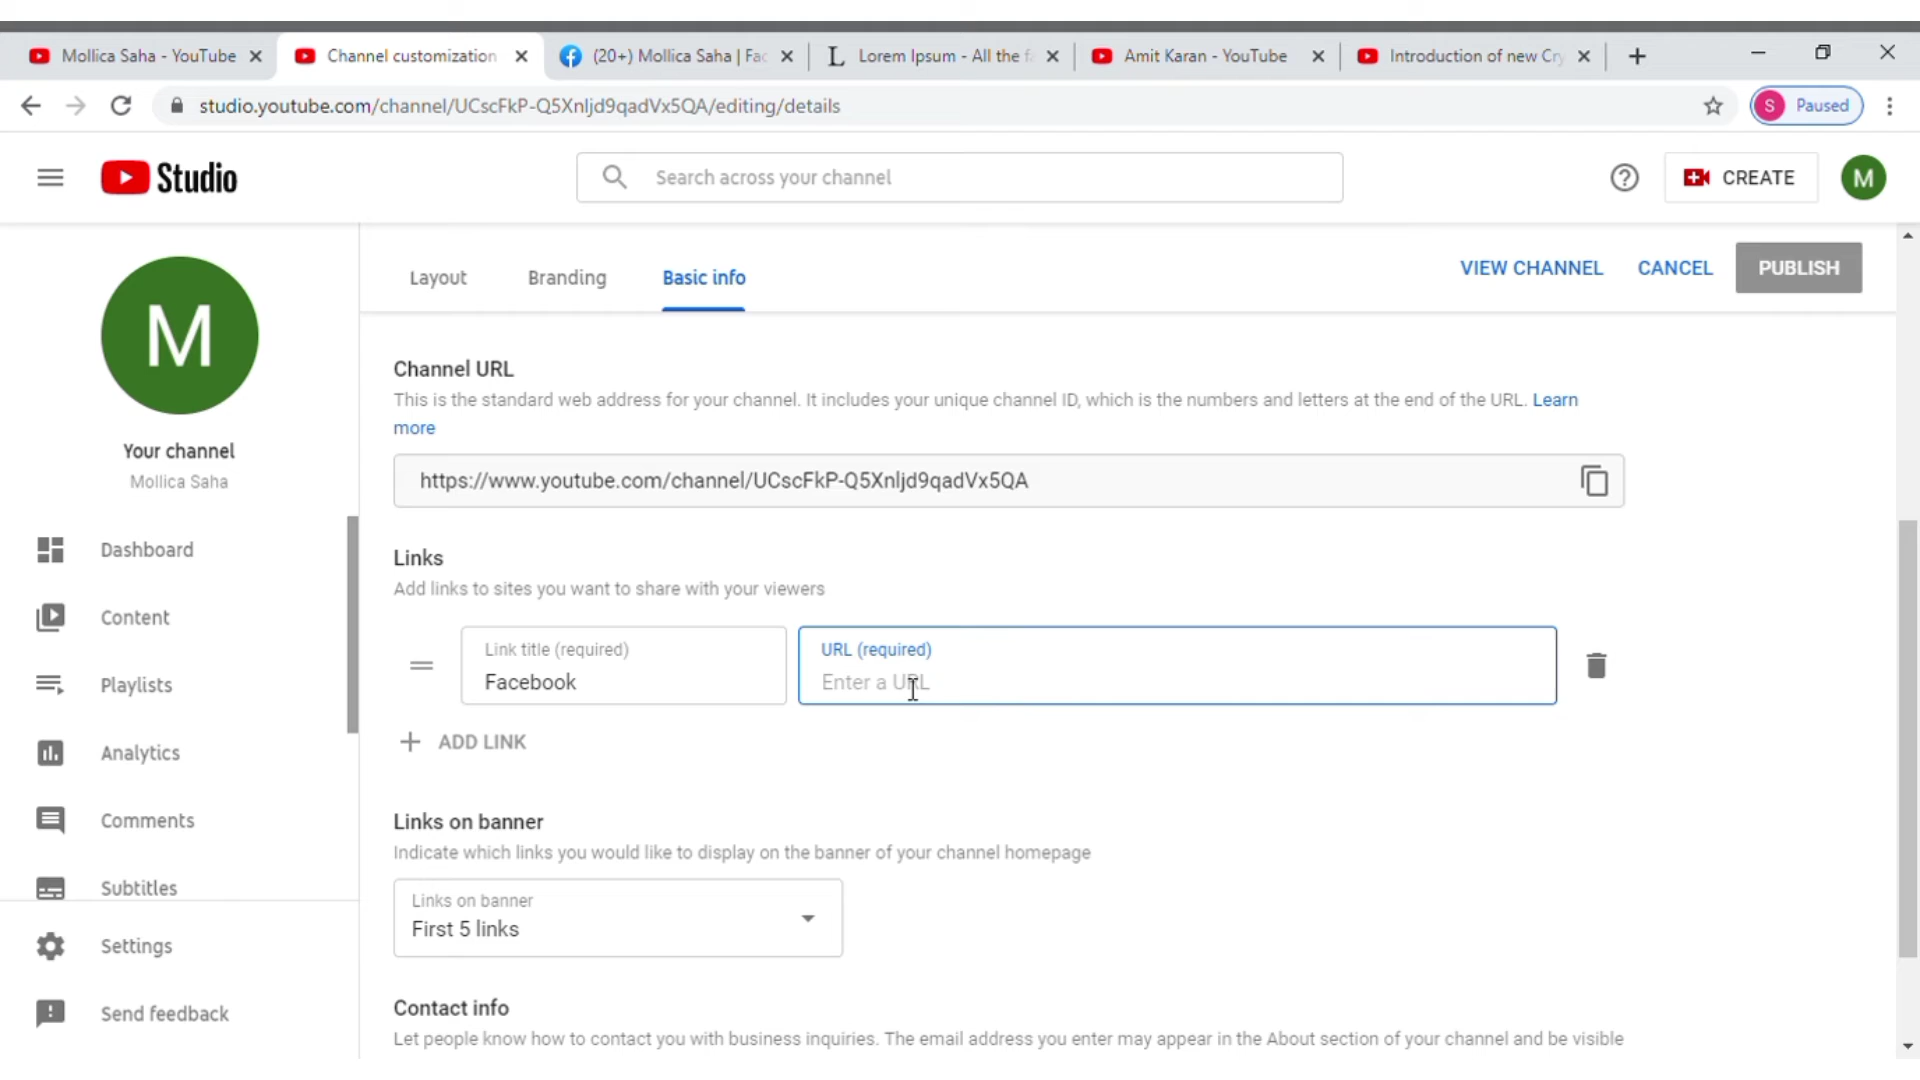 Mollica Saha - YouTube
Channel customization
(20+) Mollica Saha | Fac
Lorem Ipsum - All the f
Amit Karan - YouTube
Introduction of new Cry
studio.youtube.com/channel/UCscFkP-Q5Xnljd9qadVx5QA/editing/details
S Paused
Studio
Search across your channel
CREATE
M
M
Your channel
Mollica Saha
Dashboard
Content
Playlists
Analytics
Comments
Subtitles
Settings
Send feedback
Layout
Branding
Basic info
VIEW CHANNEL
CANCEL
PUBLISH
Channel URL
This is the standard web address for your channel. It includes your unique channel ID, which is the numbers and letters at the end of the URL. Learn
more
https://www.youtube.com/channel/UCscFkP-Q5Xnljd9qadVx5QA
Links
Add links to sites you want to share with your viewers
Link title (required)
Facebook
URL (required)
Enter a URL
ADD LINK
Links on banner
Indicate which links you would like to display on the banner of your channel homepage
Links on banner
First 5 links
Contact info
Let people know how to contact you with business inquiries. The email address you enter may appear in the About section of your channel and be visible